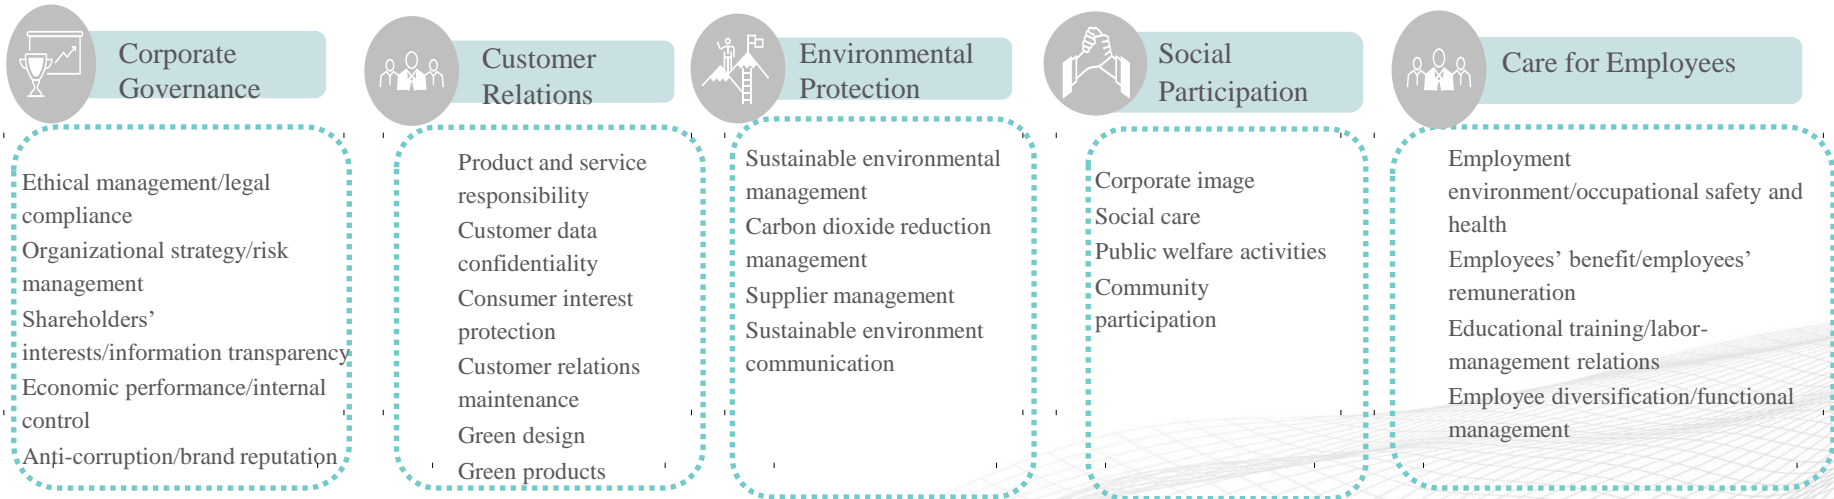 Corporate
Governance
Ethical management/legal
compliance
Organizational strategy/risk
management
Shareholders’
interests/information transparency
Economic performance/internal
control
Anti-corruption/brand reputation
Customer
Relations
Product and service
responsibility
Customer data
confidentiality
Consumer interest
protection
Customer relations
maintenance
Green design
Green products
Environmental
Protection
Sustainable environmental
management
Carbon dioxide reduction
management
Supplier management
Sustainable environment
communication
Social
Participation
Corporate image
Social care
Public welfare activities
Community
participation
Care for Employees
Employment
environment/occupational safety and
health
Employees’ benefit/employees’
remuneration
Educational training/labor-
management relations
Employee diversification/functional
management